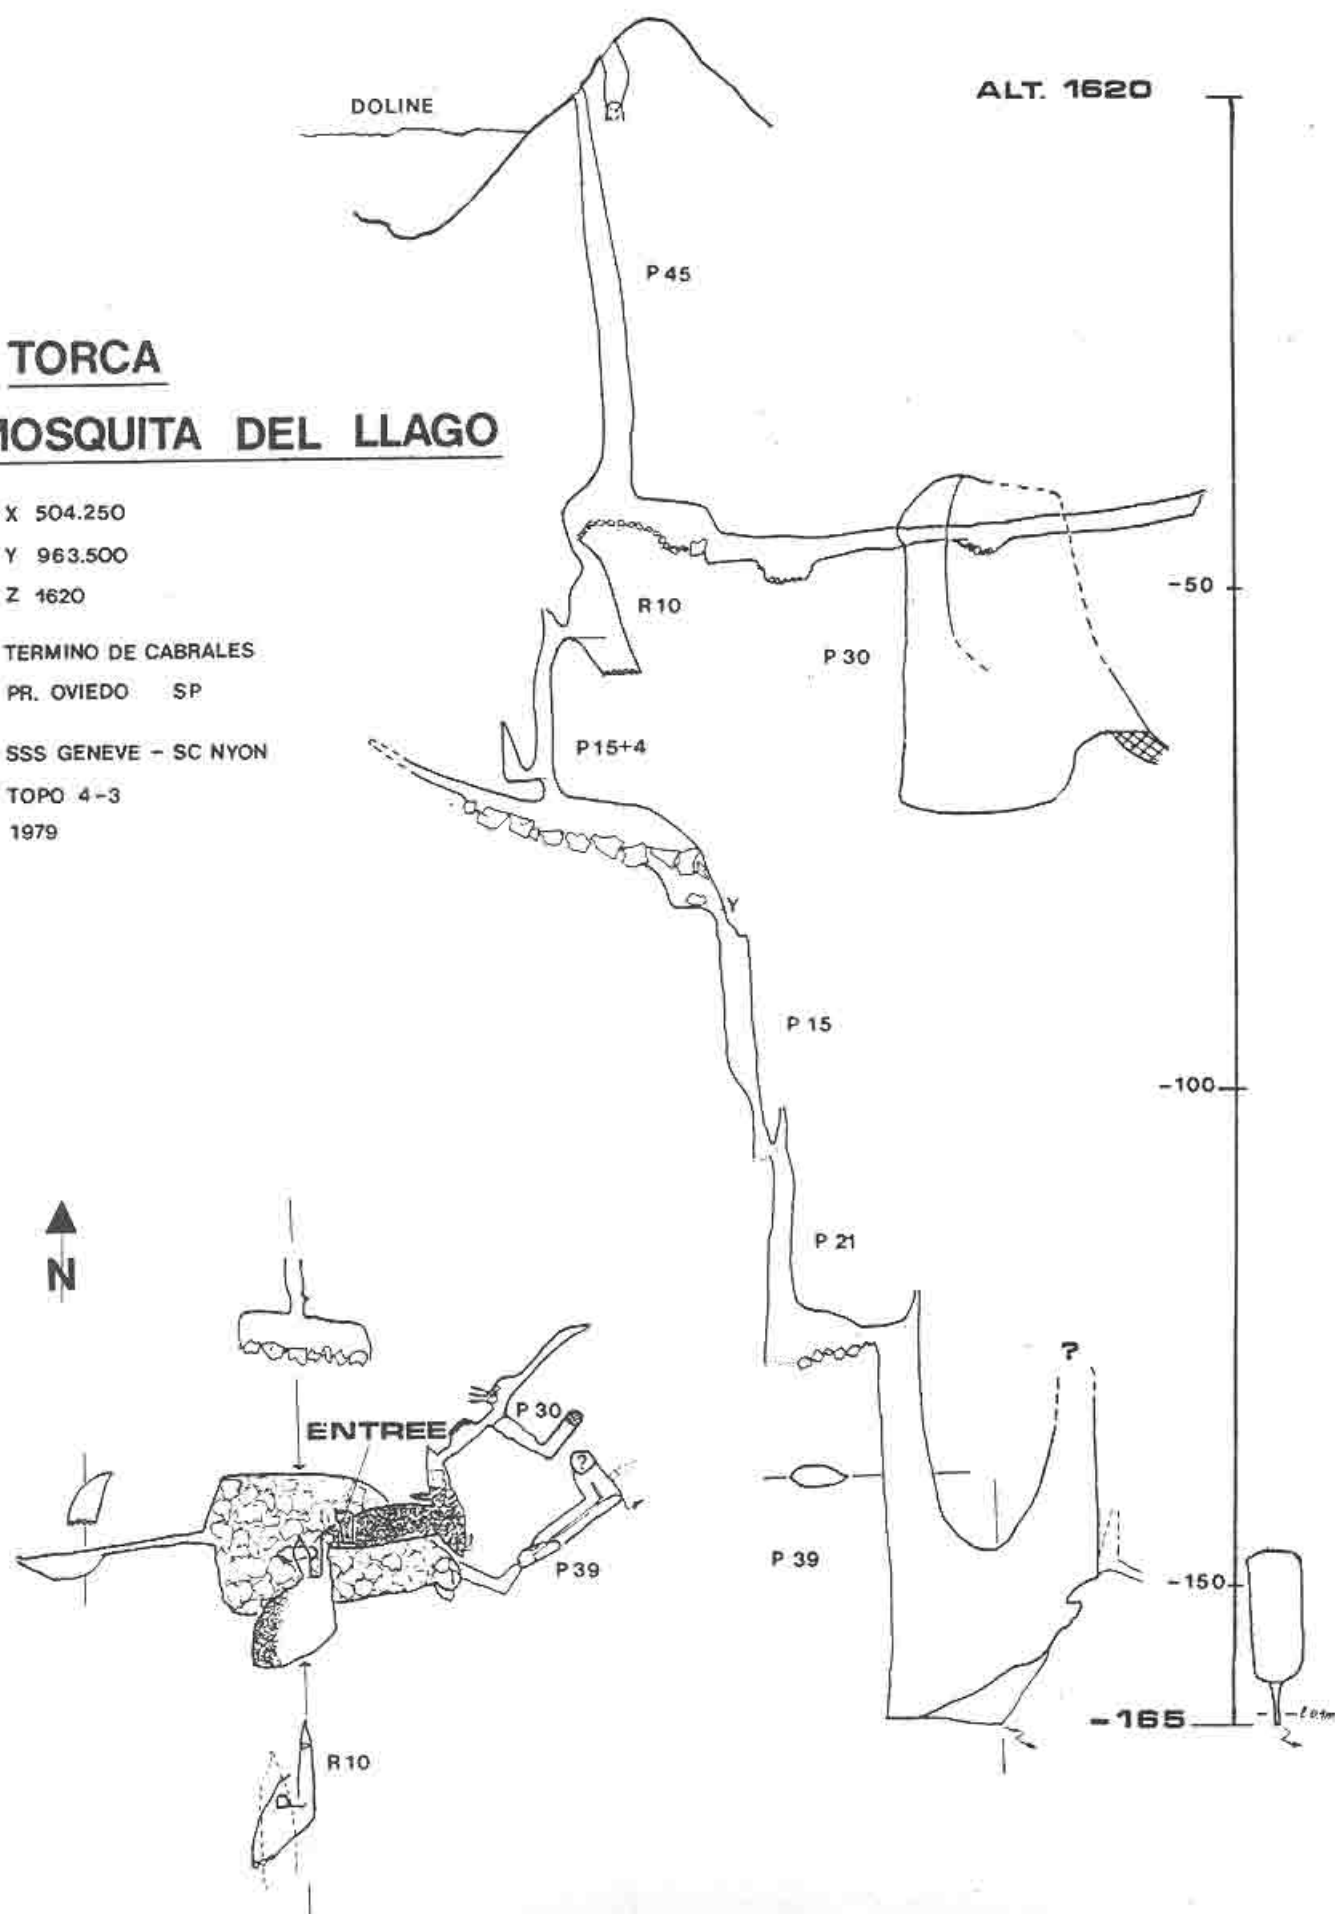 DOLINE
ALT. 1620
P 45
TORCA
MOSQUITA DEL LLAGO
X 504.250
Y 963.500
Z 1620
TERMINO DE CABRALES
PR. OVIEDO SP
SSS GENEVE - SC NYON
TOPO 4-3
1979
R 10
-50
P 30
P 15+4
Y
P 15
-100
P 21
N
?
ENTREE
P 30
?
P 39
P 39
-150
-165
R 10
P